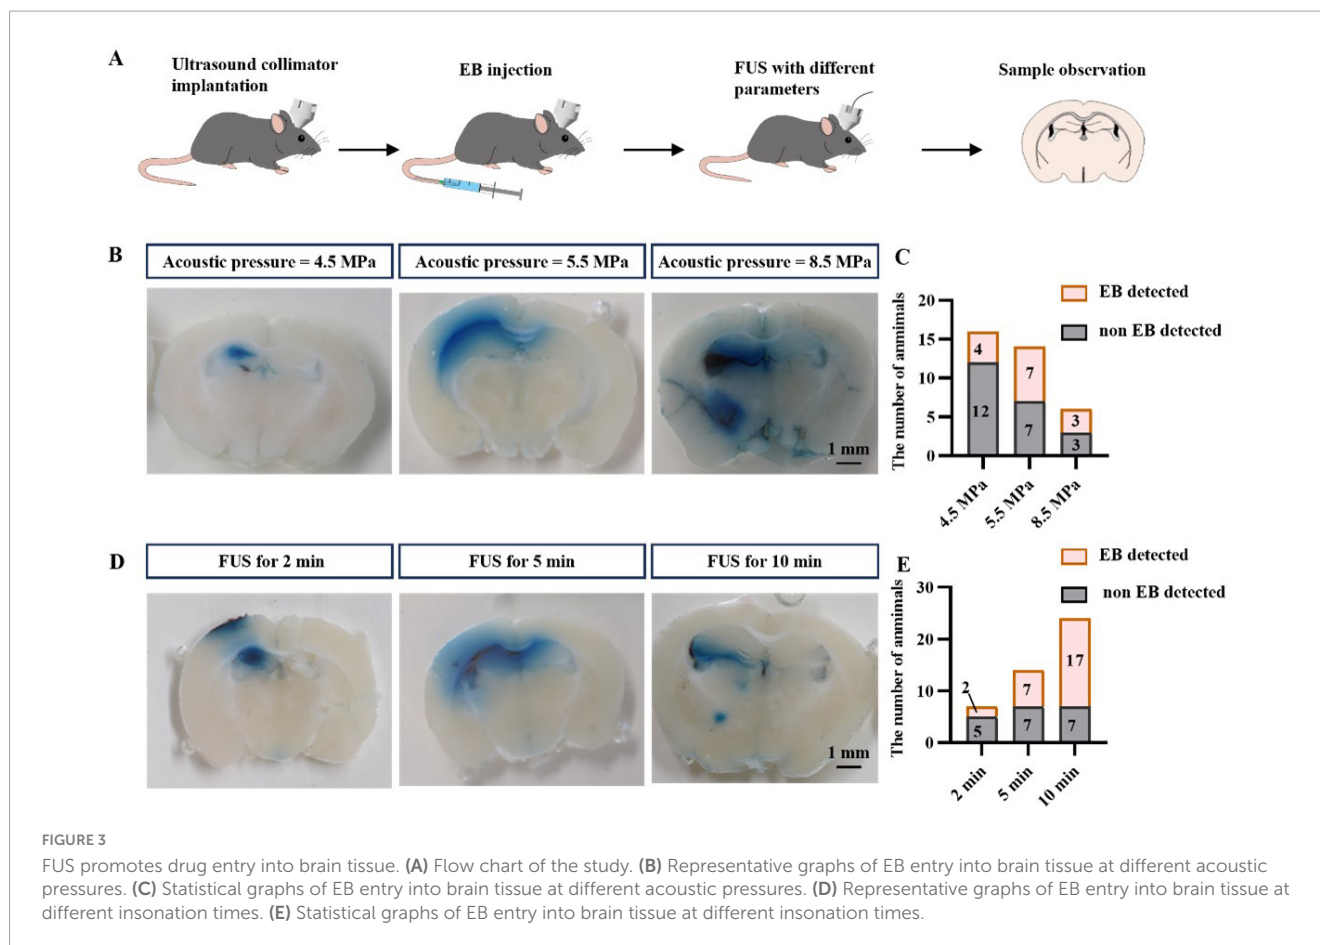 A
Ultrasound collimator
implantation
EB injection
FUS with different
parameters
Sample observation
B
Acoustic pressure = 4.5 MPa
Acoustic pressure = 5.5 MPa
Acoustic pressure = 8.5 MPa
1 mm
C
The number of annimals
20
15
10
5
0
EB detected
non EB detected
4
12
7
7
3
3
4.5 MPa
5.5 MPa
8.5 MPa
D
FUS for 2 min
FUS for 5 min
FUS for 10 min
1 mm
E
The number of annimals
30
20
10
0
EB detected
non EB detected
2
5
7
7
17
7
2 min
5 min
10 min
FIGURE 3
FUS promotes drug entry into brain tissue. (A) Flow chart of the study. (B) Representative graphs of EB entry into brain tissue at different acoustic
pressures. (C) Statistical graphs of EB entry into brain tissue at different acoustic pressures. (D) Representative graphs of EB entry into brain tissue at
different insonation times. (E) Statistical graphs of EB entry into brain tissue at different insonation times.